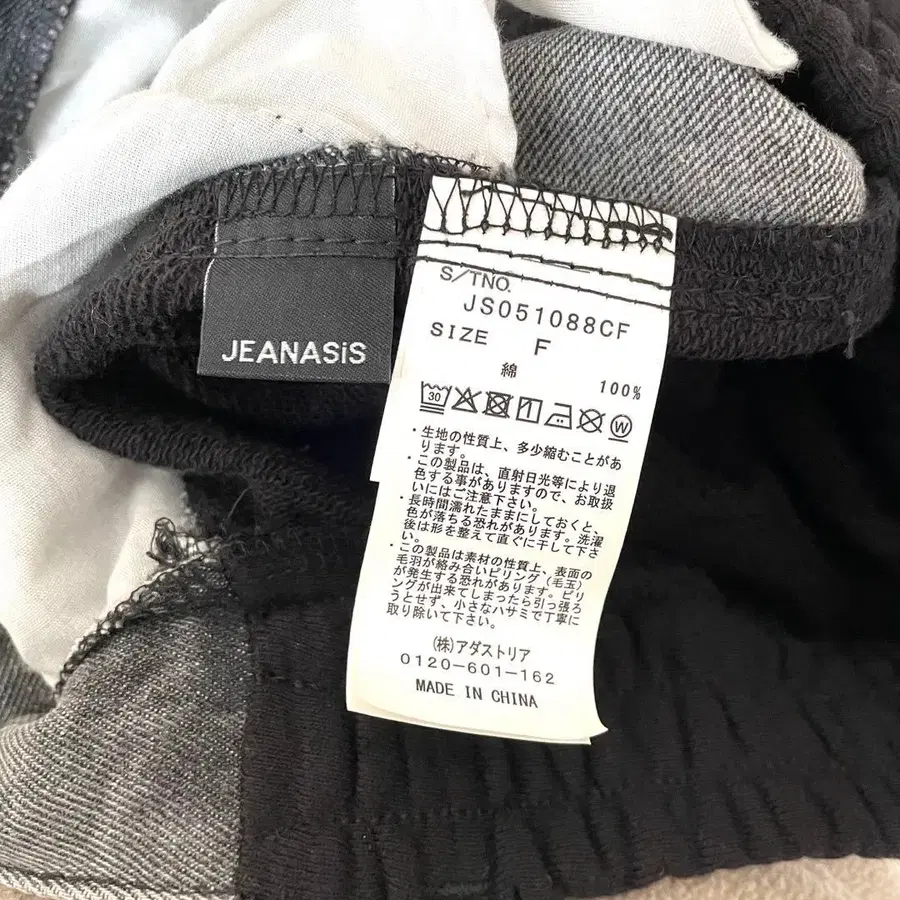 JEANASiS
S/TNO.
JS051088CF
SIZE F
綿 100%
30
W
・生地の性質上、多少縮むことがあ
ります。
・この製品は、直射日光等により退
色する事がありますので、お取扱
いにはご注意下さい。
・長時間濡れたままにしておくと、
色が落ちる恐れがあります。洗濯
後は形を整えて直ぐに干して下さ
い。
・この製品は素材の性質上、表面の
毛羽が絡み合いピリング(毛玉)
が発生する恐れがあります。ピリ
ングが出来てしまったら引っ張ろ
うとせず、小さなハサミで丁寧に
取り除いて下さい。
(株)アダストリア
0120-601-162
MADE IN CHINA